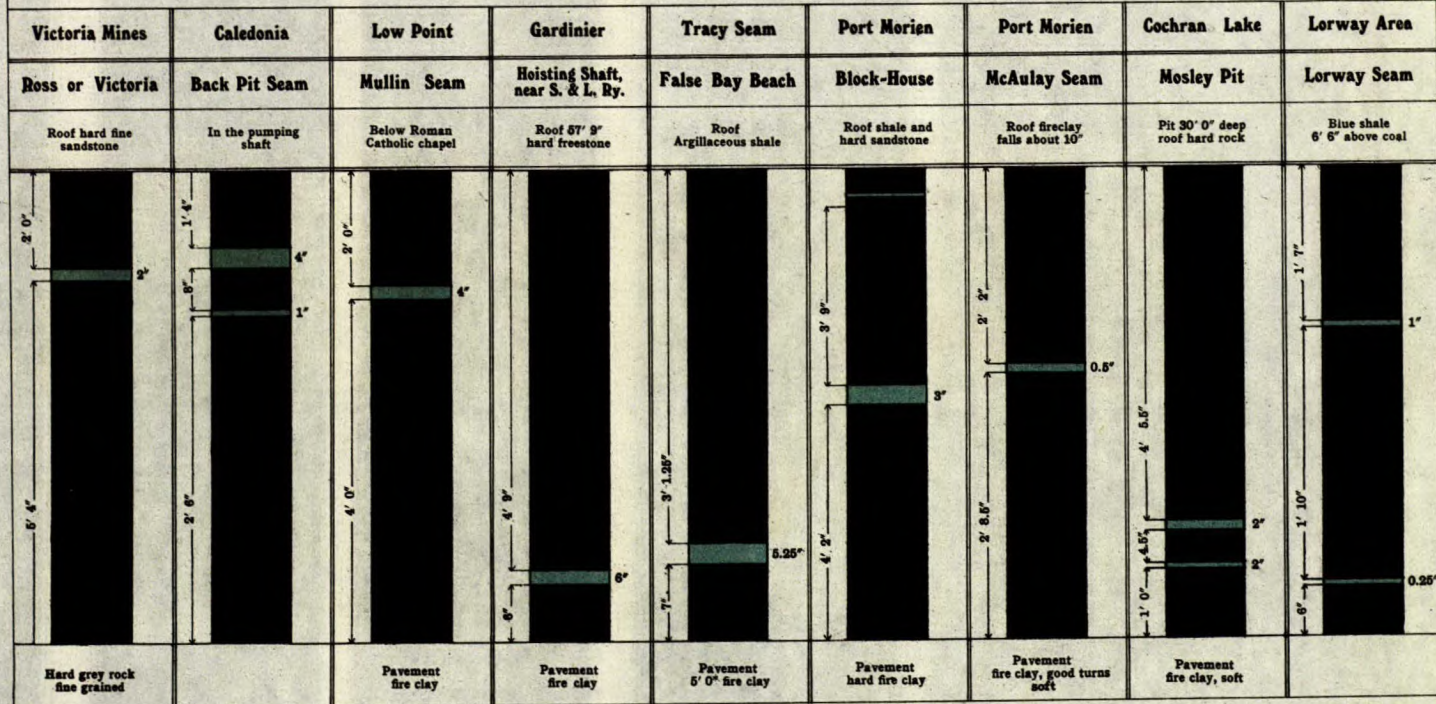 Victoria Mines
Caledonia
Low Point
Gardinier
Tracy Seam
Port Morien
Port Morien
Cochran Lake
Lorway Area
Ross or Victoria
Back Pit Seam
Mullin Seam
Hoisting Shaft,
near S. & L. Ry.
False Bay Beach
Block-House
McAulay Seam
Mosley Pit
Lorway Seam
Roof hard fine
sandstone
In the pumping
shaft
Below Roman
Catholic chapel
Roof 57' 9"
hard freestone
Roof
Argillaceous shale
Roof shale and
hard sandstone
Roof fireclay
falls about 10"
Pit 30' 0" deep
roof hard rock
Blue shale
6' 6" above coal
2' 0"
2"
5' 4"
1' 4"
4"
8"
1"
2' 6"
2' 0"
4"
4' 0"
4' 9"
6"
6"
3' 1.25"
5.25"
7"
3' 9"
3"
4' 2"
2' 2"
0.5"
2' 8.5"
4' 5.5"
2"
4.5"
2"
1' 0"
1' 7"
1"
1' 10"
0.25"
6"
Hard grey rock
fine grained
Pavement
fire clay
Pavement
fire clay
Pavement
5' 0" fire clay
Pavement
hard fire clay
Pavement
fire clay, good turns
soft
Pavement
fire clay, soft